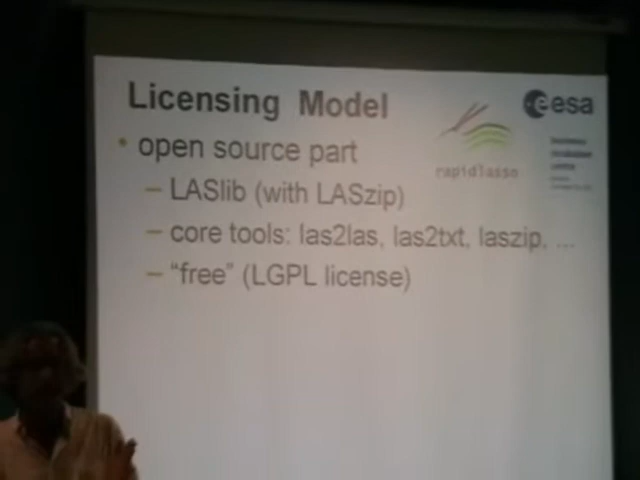 Licensing Model
esa
• open source part
rapidlasso
– LASlib (with LASzip)
– core tools: las2las, las2txt, laszip, ...
– "free" (LGPL license)